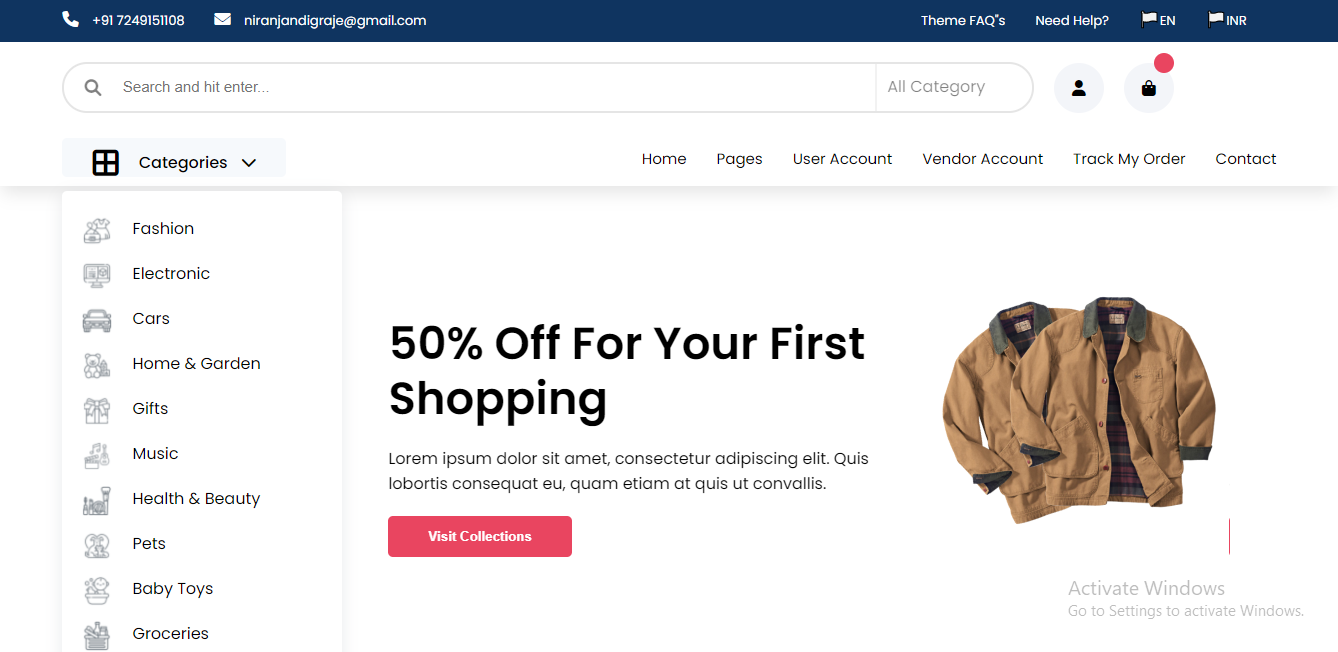 +91 7249151108 niranjandigraje@gmail.com Theme FAQ"s Need Help? EN INR
Search and hit enter... All Category
Categories Home Pages User Account Vendor Account Track My Order Contact
Fashion
Electronic
Cars
Home & Garden
Gifts
Music
Health & Beauty
Pets
Baby Toys
Groceries
50% Off For Your First
Shopping
Lorem ipsum dolor sit amet, consectetur adipiscing elit. Quis
lobortis consequat eu, quam etiam at quis ut convallis.
Visit Collections
Activate Windows
Go to Settings to activate Windows.